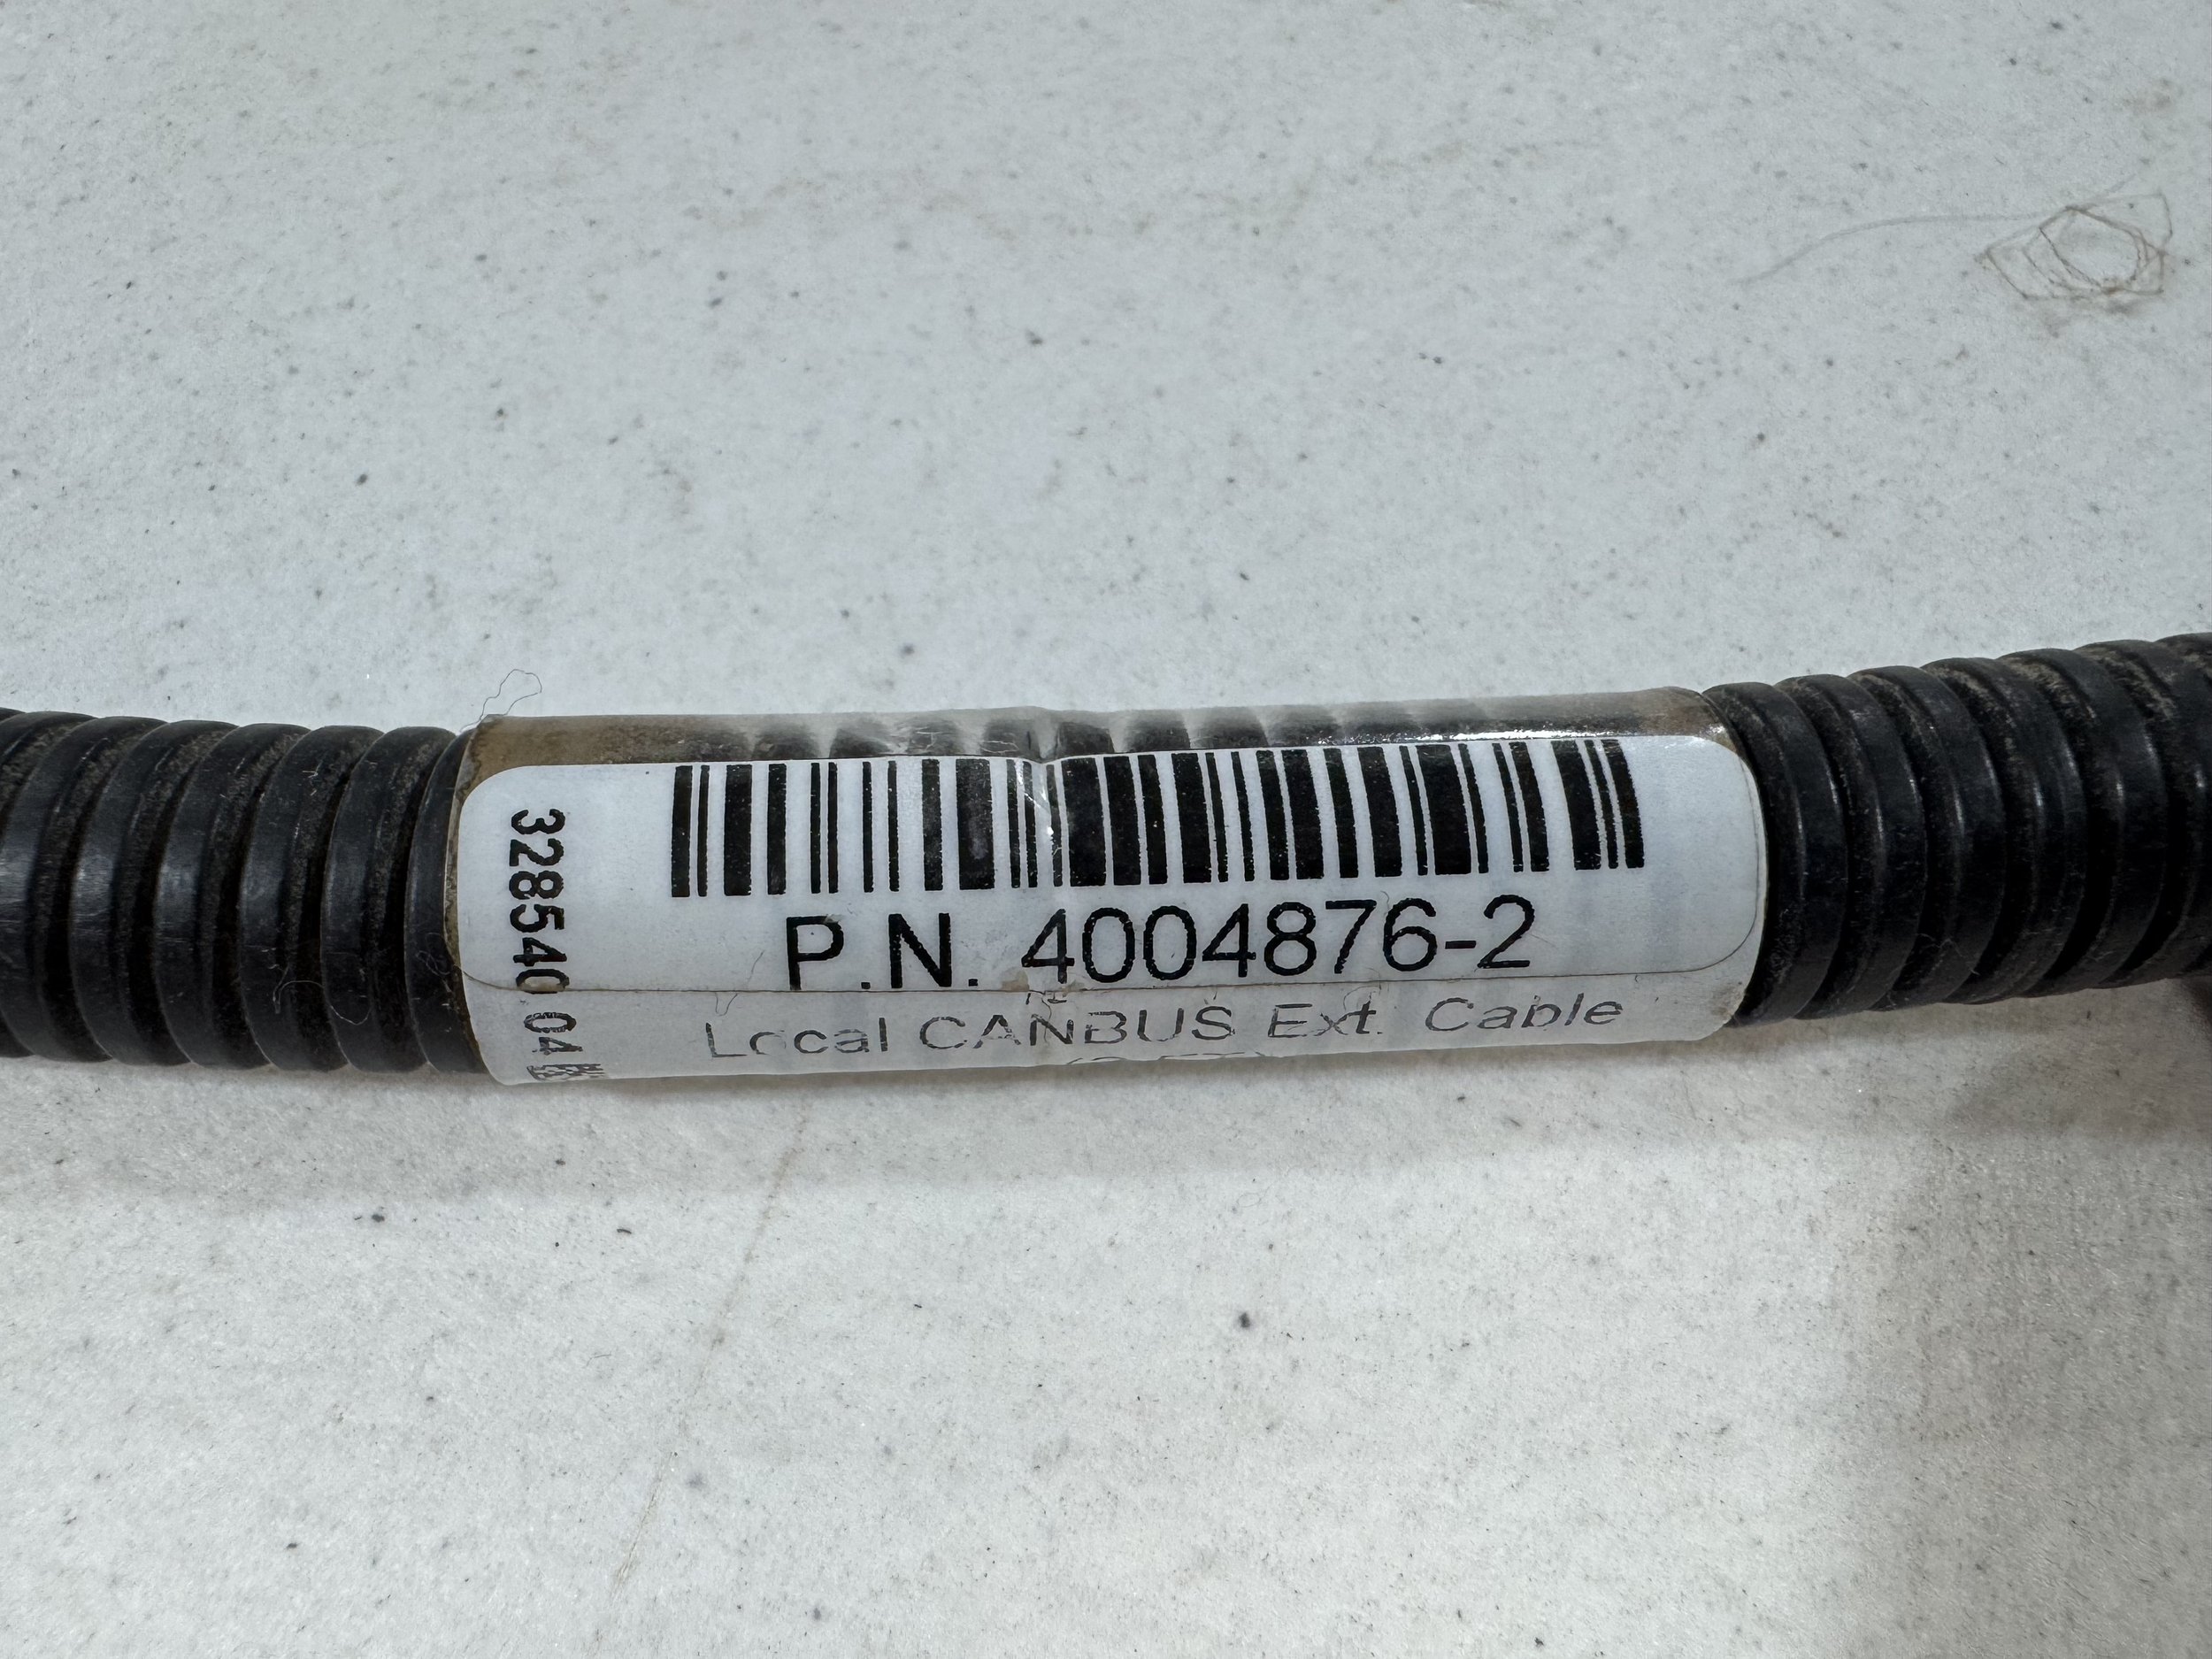 P.N. 4004876-2
Local CANBUS Ext. Cable
328540 04